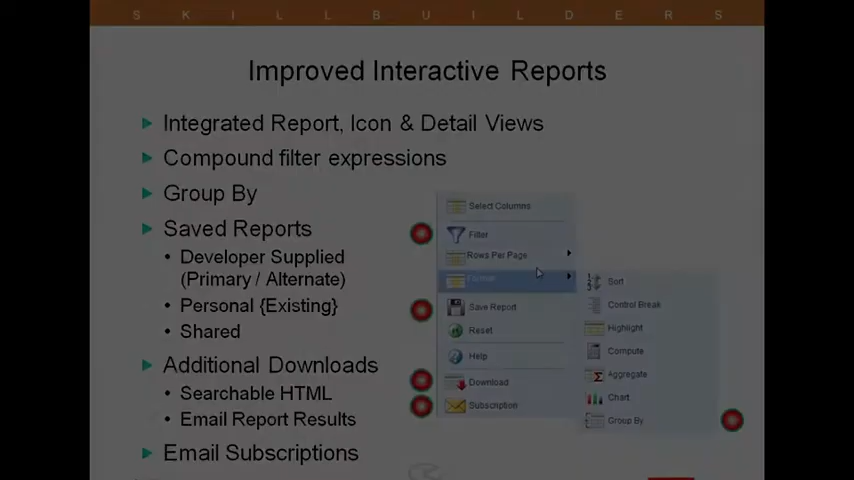 S K I L L B U I L D E R S
Improved Interactive Reports
Integrated Report, Icon & Detail Views
Compound filter expressions
Group By
Saved Reports
• Developer Supplied
(Primary / Alternate)
• Personal {Existing}
• Shared
Additional Downloads
• Searchable HTML
• Email Report Results
Email Subscriptions
Select Columns
Filter
Rows Per Page
Format
Save Report
Reset
Help
Download
Subscription
Sort
Control Break
Highlight
Compute
Aggregate
Chart
Group By